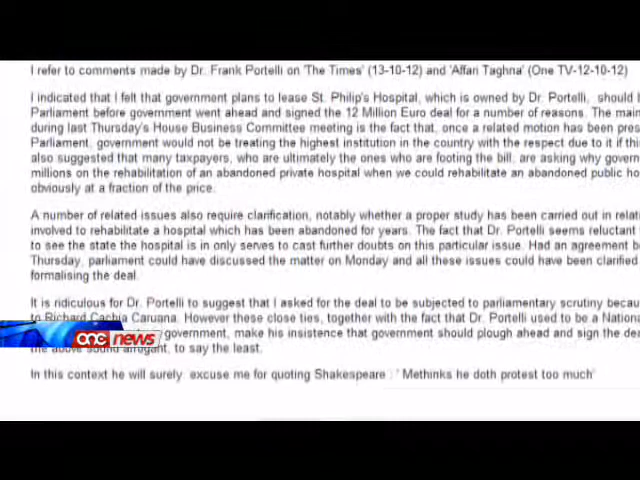 I refer to comments made by Dr. Frank Portelli on 'The Times' (13-10-12) and 'Affari Taghna' (One TV-12-10-12)
I indicated that I felt that government plans to lease St. Philip's Hospital, which is owned by Dr. Portelli, should
Parliament before government went ahead and signed the 12 Million Euro deal for a number of reasons. The
during last Thursday's House Business Committee meeting is the fact that, once a related motion has been
Parliament, government would not be treating the highest institution in the country with the respect due to it if
also suggested that many taxpayers, who are ultimately the ones who are footing the bill, are asking why
millions on the rehabilitation of an abandoned private hospital when we could rehabilitate an abandoned public
obviously at a fraction of the price.
A number of related issues also require clarification, notably whether a proper study has been carried out in
involved to rehabilitate a hospital which has been abandoned for years. The fact that Dr. Portelli seems reluctant
to see the state the hospital is in only serves to cast further doubts on this particular issue. Had an agreement
Thursday, parliament could have discussed the matter on Monday and all these issues could have been clarified
formalising the deal.
It is ridiculous for Dr. Portelli to suggest that I asked for the deal to be subjected to parliamentary scrutiny
to Richard Cachia Caruana. However these close ties, together with the fact that Dr. Portelli used to be a
government, make his insistence that government should plough ahead and sign the
the above sound arrogant, to say the least.
one news
In this context he will surely excuse me for quoting Shakespeare : ' Methinks he doth protest too much'